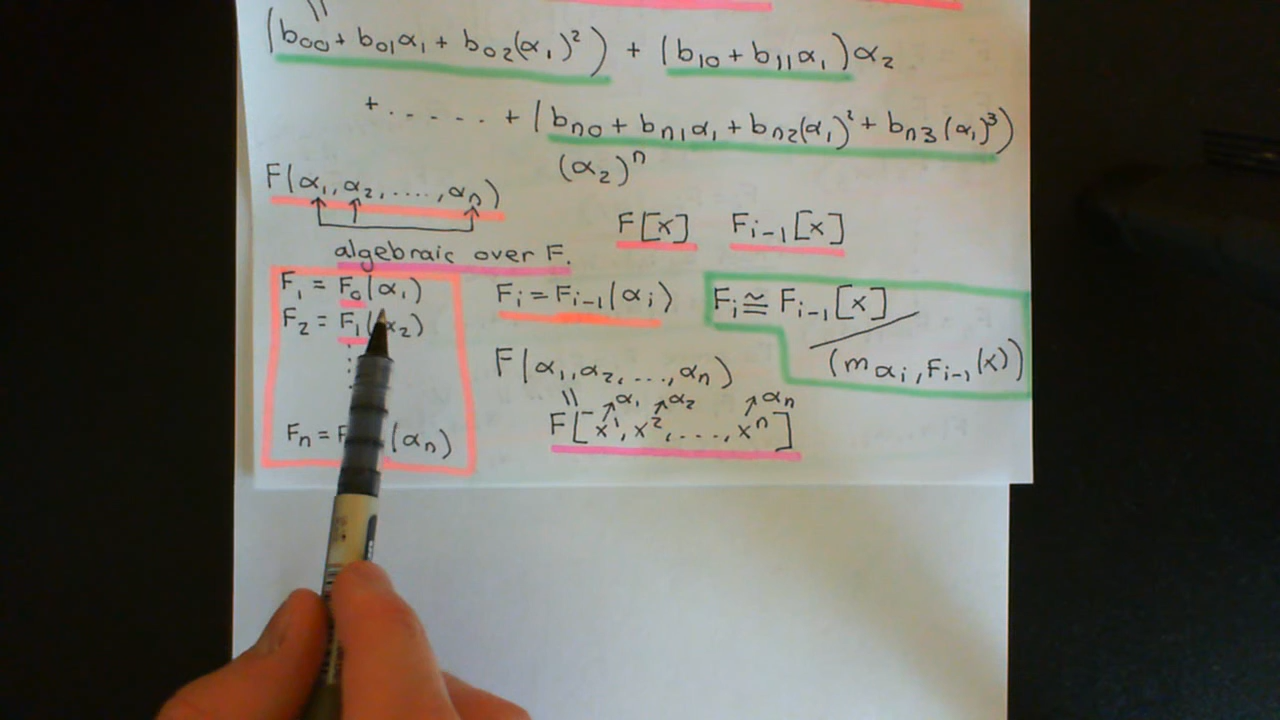 (b₀₀ + b₀₁α₁ + b₀₂(α₁)²) + (b₁₀ + b₁₁α₁)α₂
+ . . . . . + (bₙ₀ + bₙ₁α₁ + bₙ₂(α₁)² + bₙ₃(α₁)³)
(α₂)ⁿ
F(α₁, α₂, ...., αₙ)
algebraic over F.
F[x] Fᵢ₋₁[x]
F₁ = F₀(α₁)
F₂ = F₁(α₂)
Fₙ = F (αₙ)
Fᵢ = Fᵢ₋₁(αᵢ)
Fᵢ ≅ Fᵢ₋₁[x] / (m_{αᵢ, Fᵢ₋₁}(x))
F(α₁, α₂, ..., αₙ)
|| ↗α₁ ↗α₂ ↗αₙ
F[x¹, x², ..., xⁿ]